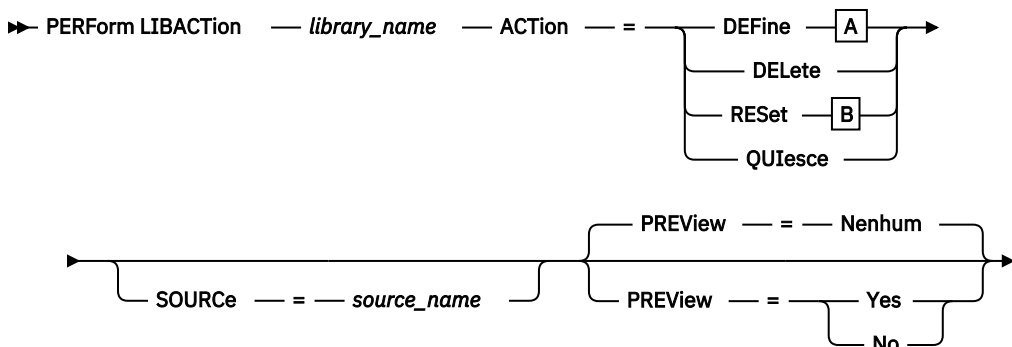 PERForm LIBACTion library_name ACTion = DEFine A
DELete
RESet B
QUIesce
PREView = Nenhum
SOURCe = source_name PREView = Yes
No